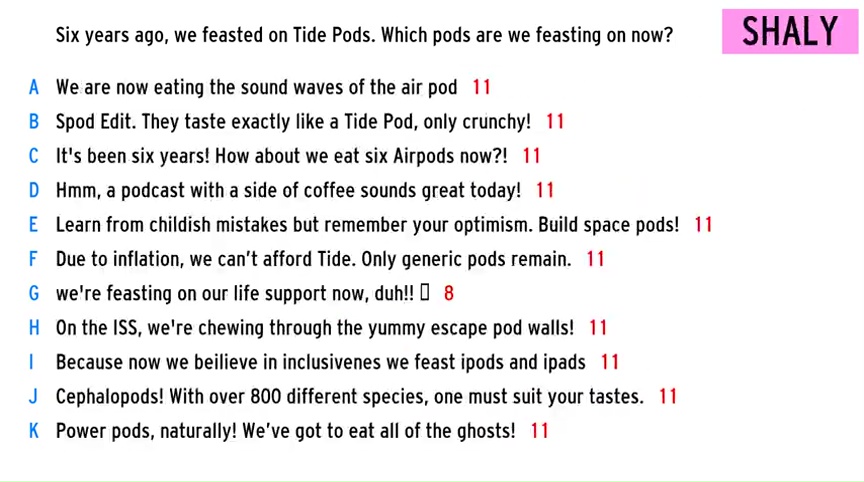 Six years ago, we feasted on Tide Pods. Which pods are we feasting on now?
SHALY
A We are now eating the sound waves of the air pod 11
B Spod Edit. They taste exactly like a Tide Pod, only crunchy! 11
C It's been six years! How about we eat six Airpods now?! 11
D Hmm, a podcast with a side of coffee sounds great today! 11
E Learn from childish mistakes but remember your optimism. Build space pods! 11
F Due to inflation, we can’t afford Tide. Only generic pods remain. 11
G we're feasting on our life support now, duh!! ▯ 8
H On the ISS, we're chewing through the yummy escape pod walls! 11
I Because now we beilieve in inclusivenes we feast ipods and ipads 11
J Cephalopods! With over 800 different species, one must suit your tastes. 11
K Power pods, naturally! We’ve got to eat all of the ghosts! 11